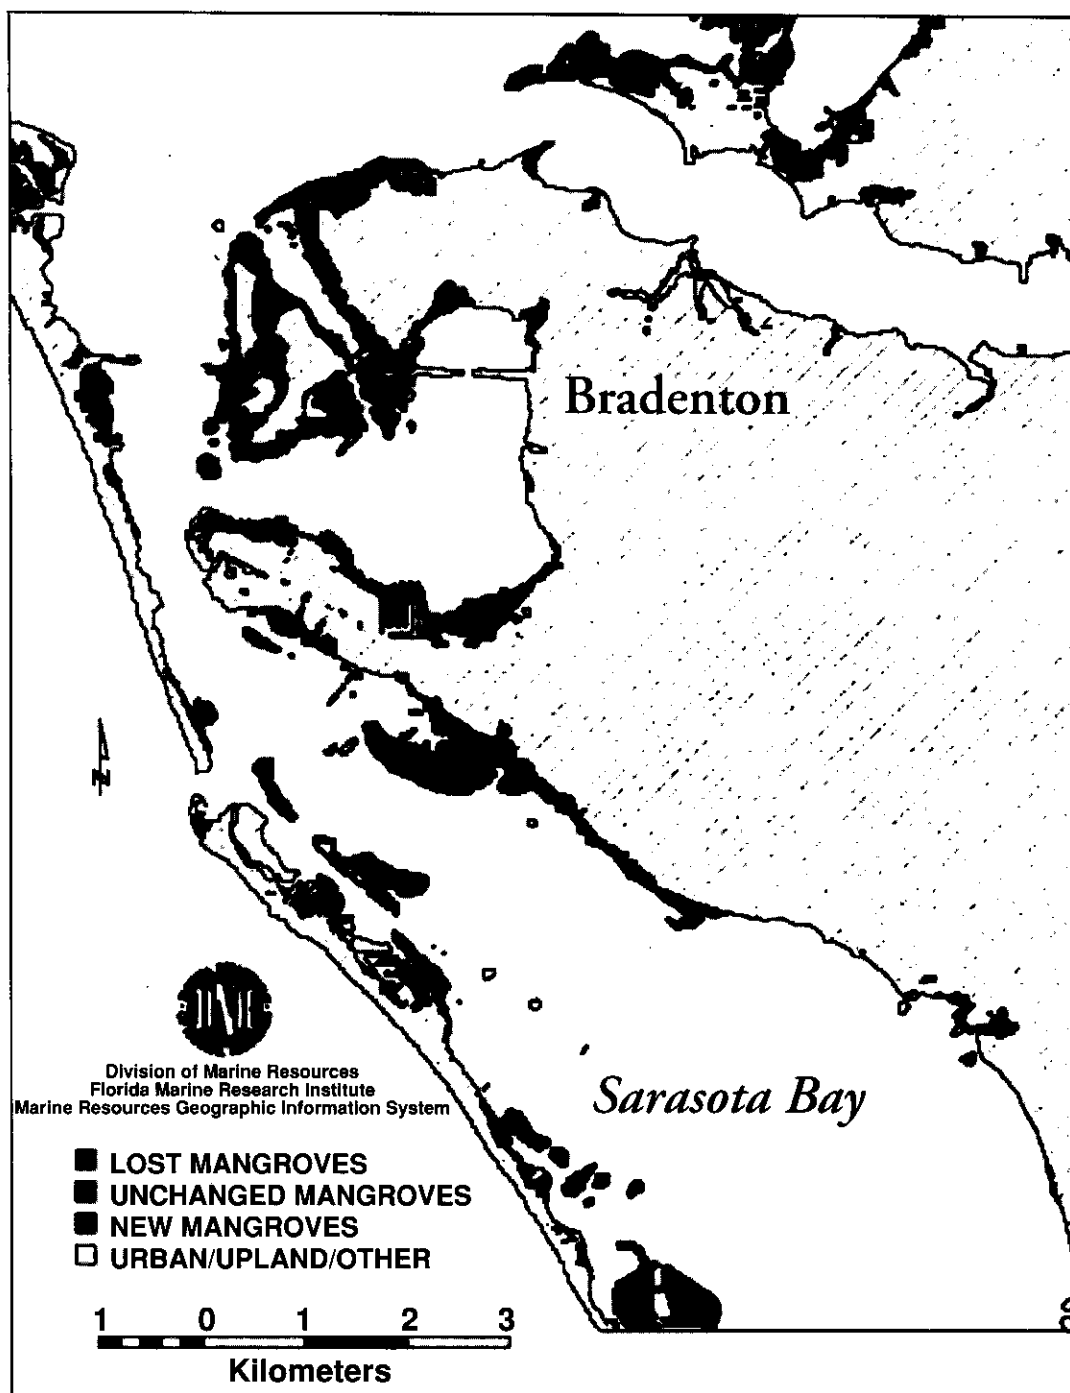 Bradenton
N
Division of Marine Resources
Florida Marine Research Institute
Marine Resources Geographic Information System
Sarasota Bay
LOST MANGROVES
UNCHANGED MANGROVES
NEW MANGROVES
URBAN/UPLAND/OTHER
1 0 1 2 3
Kilometers